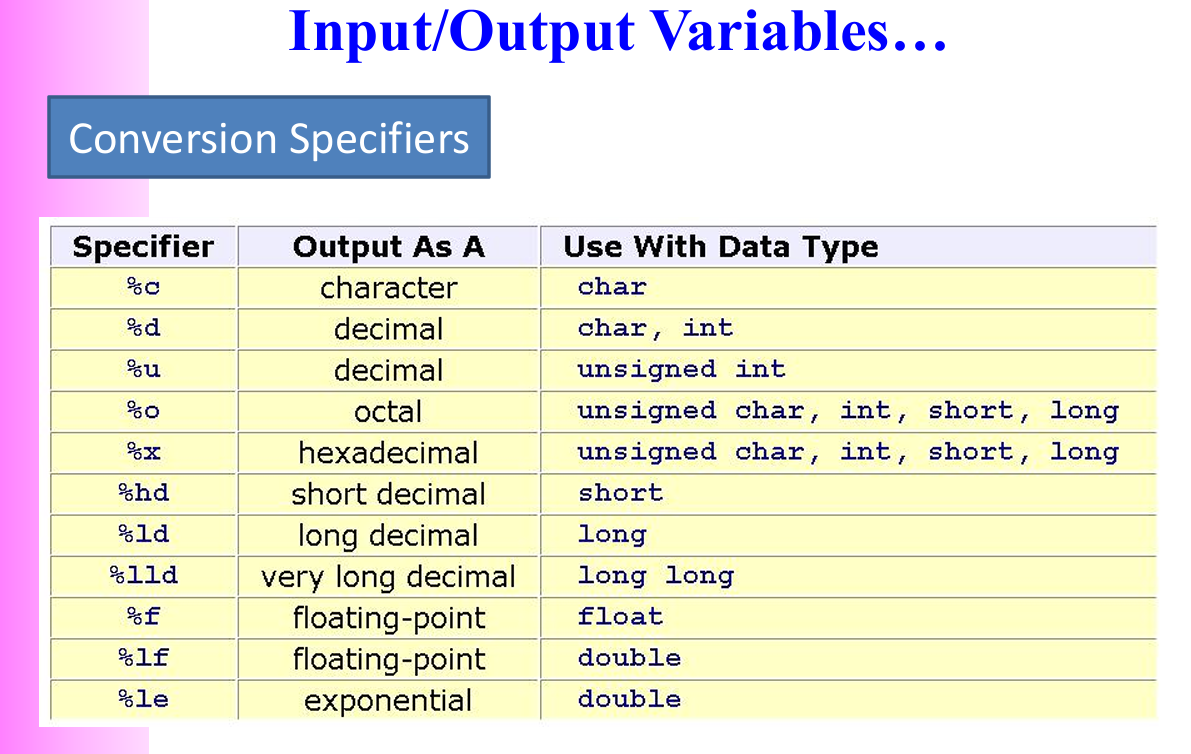 Input/Output Variables…
Conversion Specifiers
Specifier Output As A Use With Data Type
%c character char
%d decimal char, int
%u decimal unsigned int
%o octal unsigned char, int, short, long
%x hexadecimal unsigned char, int, short, long
%hd short decimal short
%ld long decimal long
%lld very long decimal long long
%f floating-point float
%lf floating-point double
%le exponential double